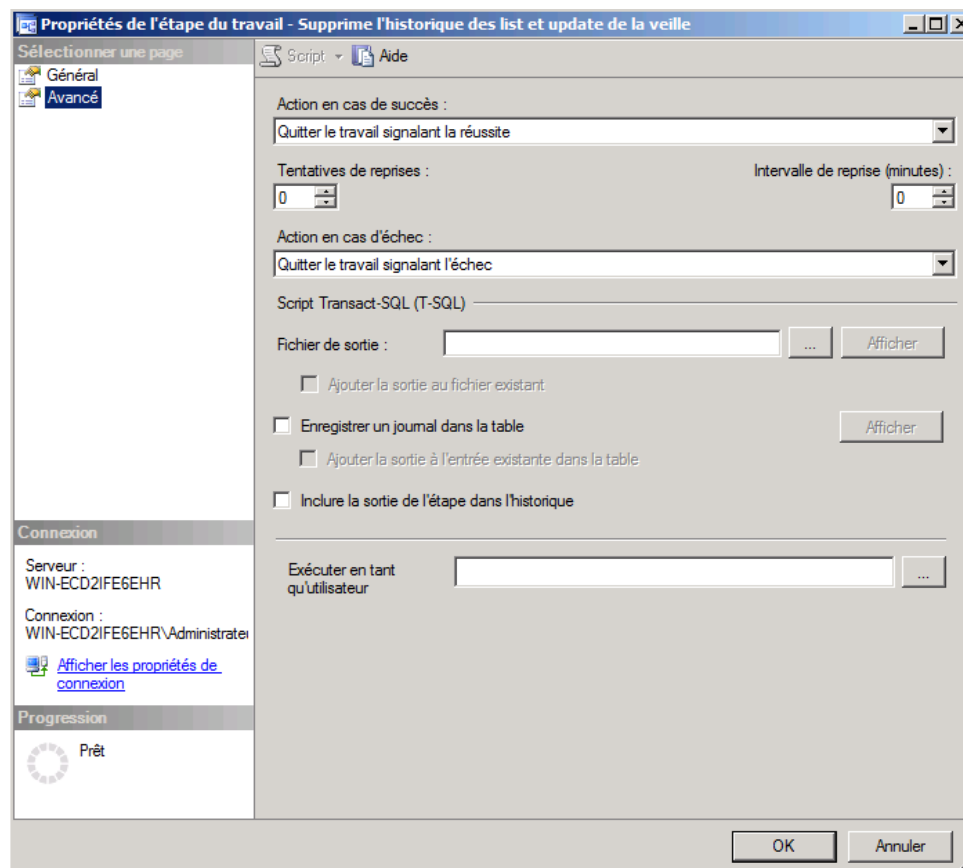 Propriétés de l'étape du travail - Supprime l'historique des list et update de la veille
Sélectionner une page
Général
Avancé
Script
Aide
Action en cas de succès :
Quitter le travail signalant la réussite
Tentatives de reprises :
Intervalle de reprise (minutes) :
0
0
Action en cas d'échec :
Quitter le travail signalant l'échec
Script Transact-SQL (T-SQL)
Fichier de sortie :
...
Afficher
Ajouter la sortie au fichier existant
Enregistrer un journal dans la table
Afficher
Ajouter la sortie à l'entrée existante dans la table
Inclure la sortie de l'étape dans l'historique
Exécuter en tant
qu'utilisateur
...
Connexion
Serveur :
WIN-ECD2IFE6EHR
Connexion :
WIN-ECD2IFE6EHR\Administrateu
Afficher les propriétés de
connexion
Progression
Prêt
OK
Annuler